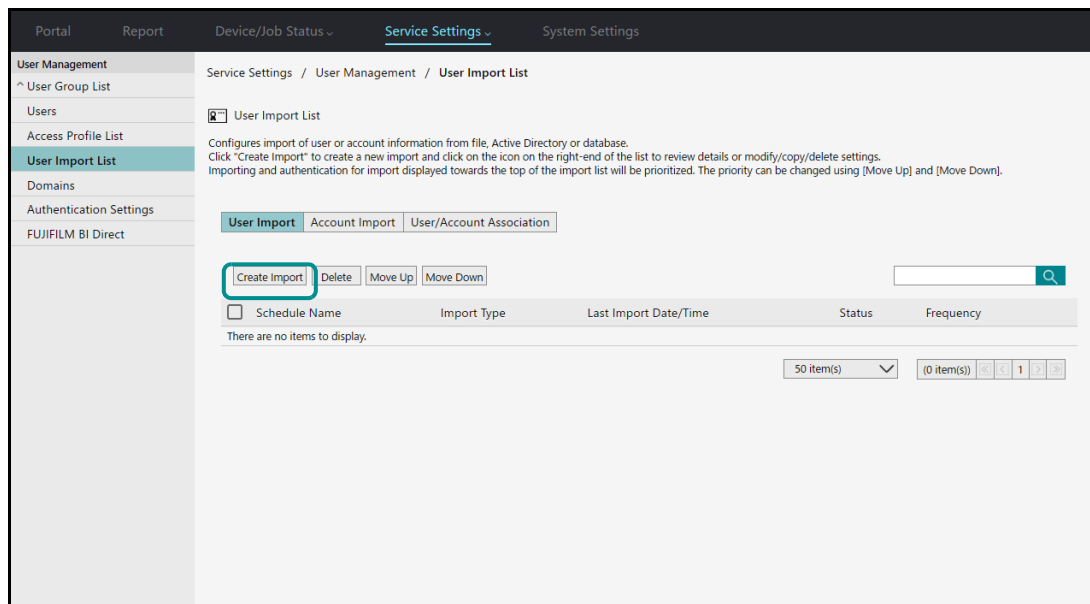 Portal Report Device/Job Status Service Settings System Settings
User Management
User Group List
Users
Access Profile List
User Import List
Domains
Authentication Settings
FUJIFILM BI Direct
Service Settings / User Management / User Import List
User Import List
Configures import of user or account information from file, Active Directory or database.
Click "Create Import" to create a new import and click on the icon on the right-end of the list to review details or modify/copy/delete settings.
Importing and authentication for import displayed towards the top of the import list will be prioritized. The priority can be changed using [Move Up] and [Move Down].
User Import Account Import User/Account Association
Create Import Delete Move Up Move Down
Schedule Name Import Type Last Import Date/Time Status Frequency
There are no items to display.
50 item(s) (0 item(s)) 1